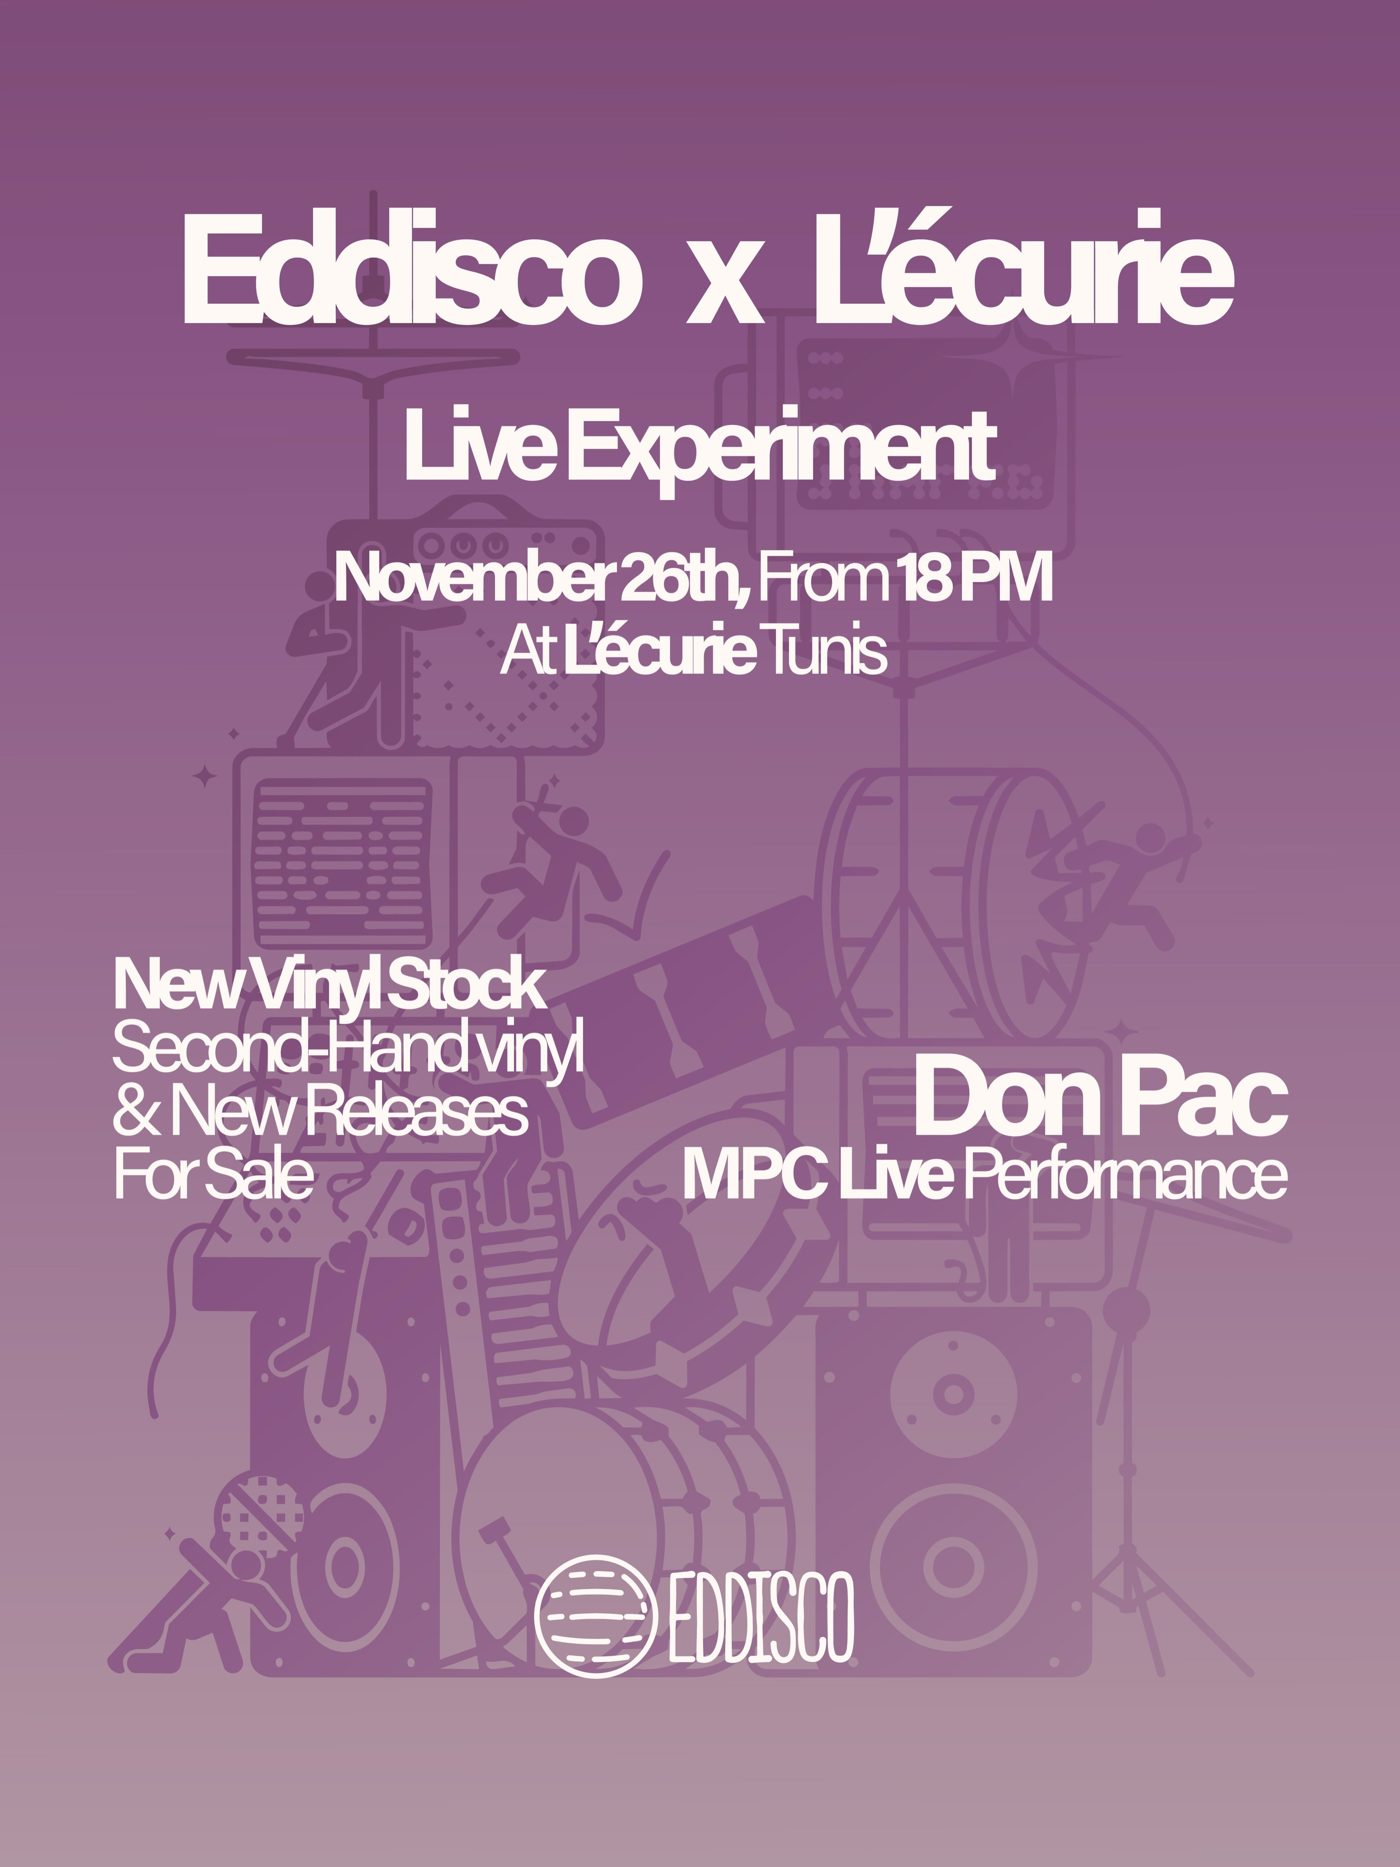 Eddisco x L'écurie
Live Experiment
November 26th, From 18 PM
At L'écurie Tunis
New Vinyl Stock
Second-Hand vinyl
& New Releases
For Sale
Don Pac
MPC Live Performance
EDDISCO